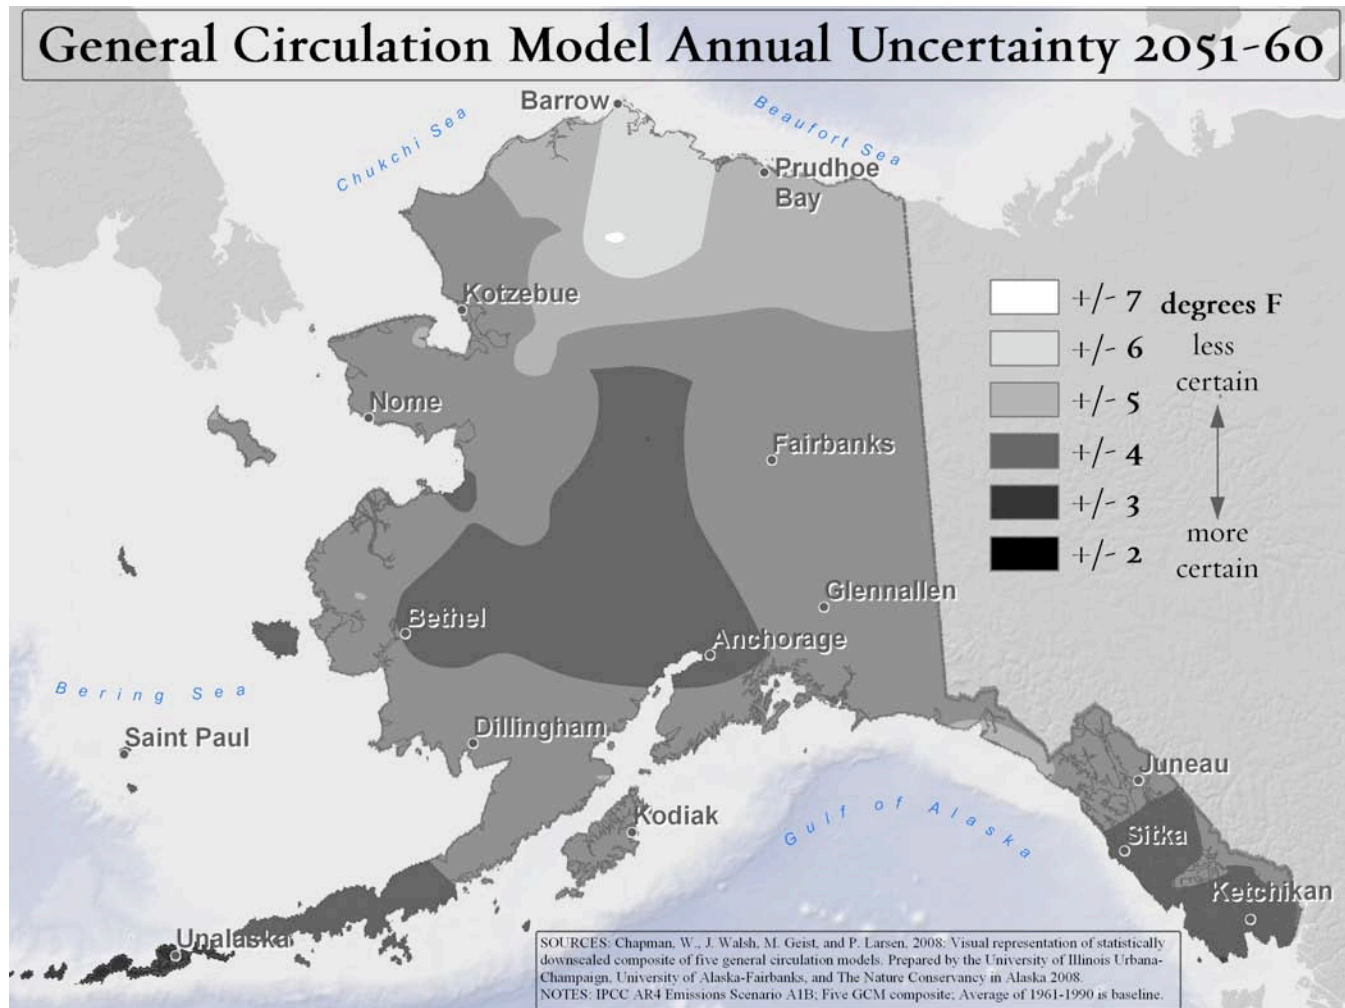 General Circulation Model Annual Uncertainty 2051-60
Barrow
Beaufort Sea
Chukchi Sea
Prudhoe
Bay
Kotzebue
+/- 7 degrees F
+/- 6 less
certain
+/- 5
Nome
Fairbanks
+/- 4
+/- 3
more
+/- 2 certain
Glennallen
Bethel
Anchorage
Bering Sea
Saint Paul
Dillingham
Juneau
Kodiak
Gulf of Alaska
Sitka
Ketchikan
Unalaska
SOURCES: Chapman, W., J. Walsh, M. Geist, and P. Larsen, 2008: Visual representation of statistically
downscaled composite of five general circulation models. Prepared by the University of Illinois Urbana-
Champaign, University of Alaska-Fairbanks, and The Nature Conservancy in Alaska 2008.
NOTES: IPCC AR4 Emissions Scenario A1B; Five GCM composite; Average of 1961-1990 is baseline.